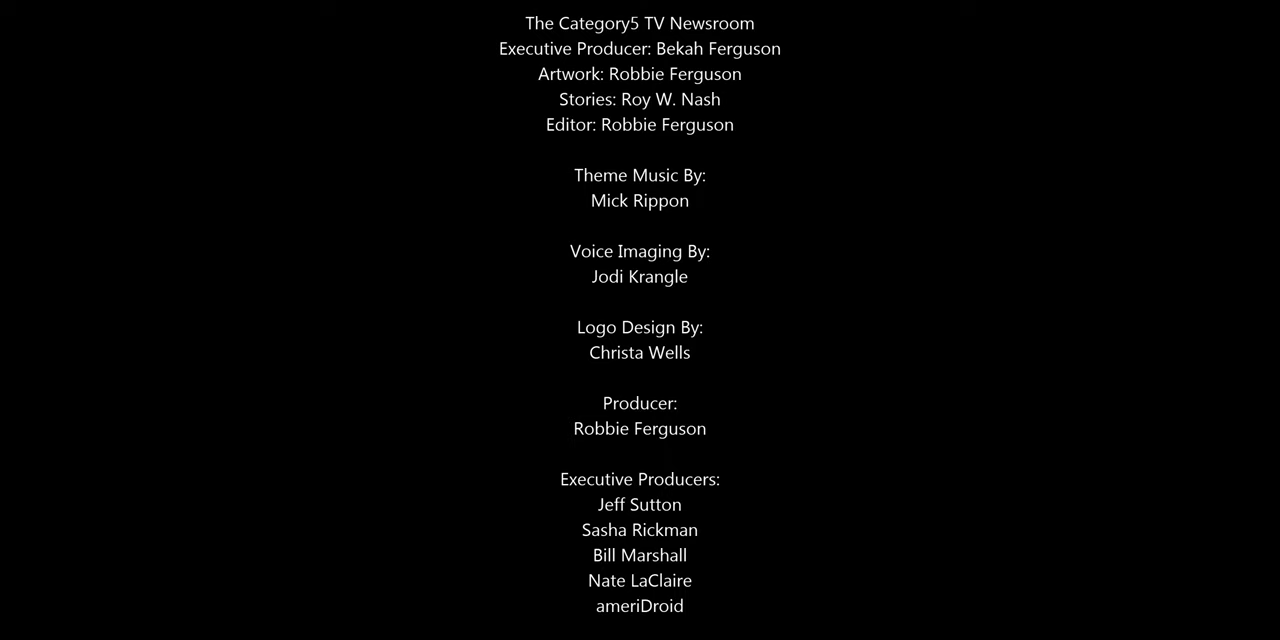 The Category5 TV Newsroom
Executive Producer: Bekah Ferguson
Artwork: Robbie Ferguson
Stories: Roy W. Nash
Editor: Robbie Ferguson
Theme Music By:
Mick Rippon
Voice Imaging By:
Jodi Krangle
Logo Design By:
Christa Wells
Producer:
Robbie Ferguson
Executive Producers:
Jeff Sutton
Sasha Rickman
Bill Marshall
Nate LaClaire
ameriDroid